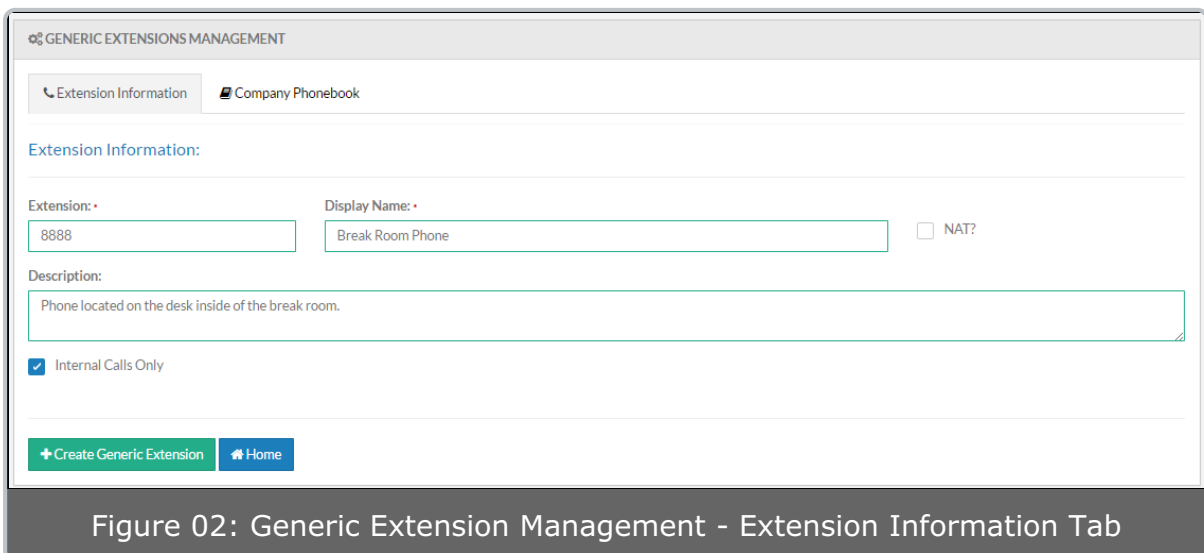 GENERIC EXTENSIONS MANAGEMENT
Extension Information Company Phonebook
Extension Information:
Extension: • Display Name: •
8888 Break Room Phone NAT?
Description:
Phone located on the desk inside of the break room.
Internal Calls Only
+Create Generic Extension Home
Figure 02: Generic Extension Management - Extension Information Tab